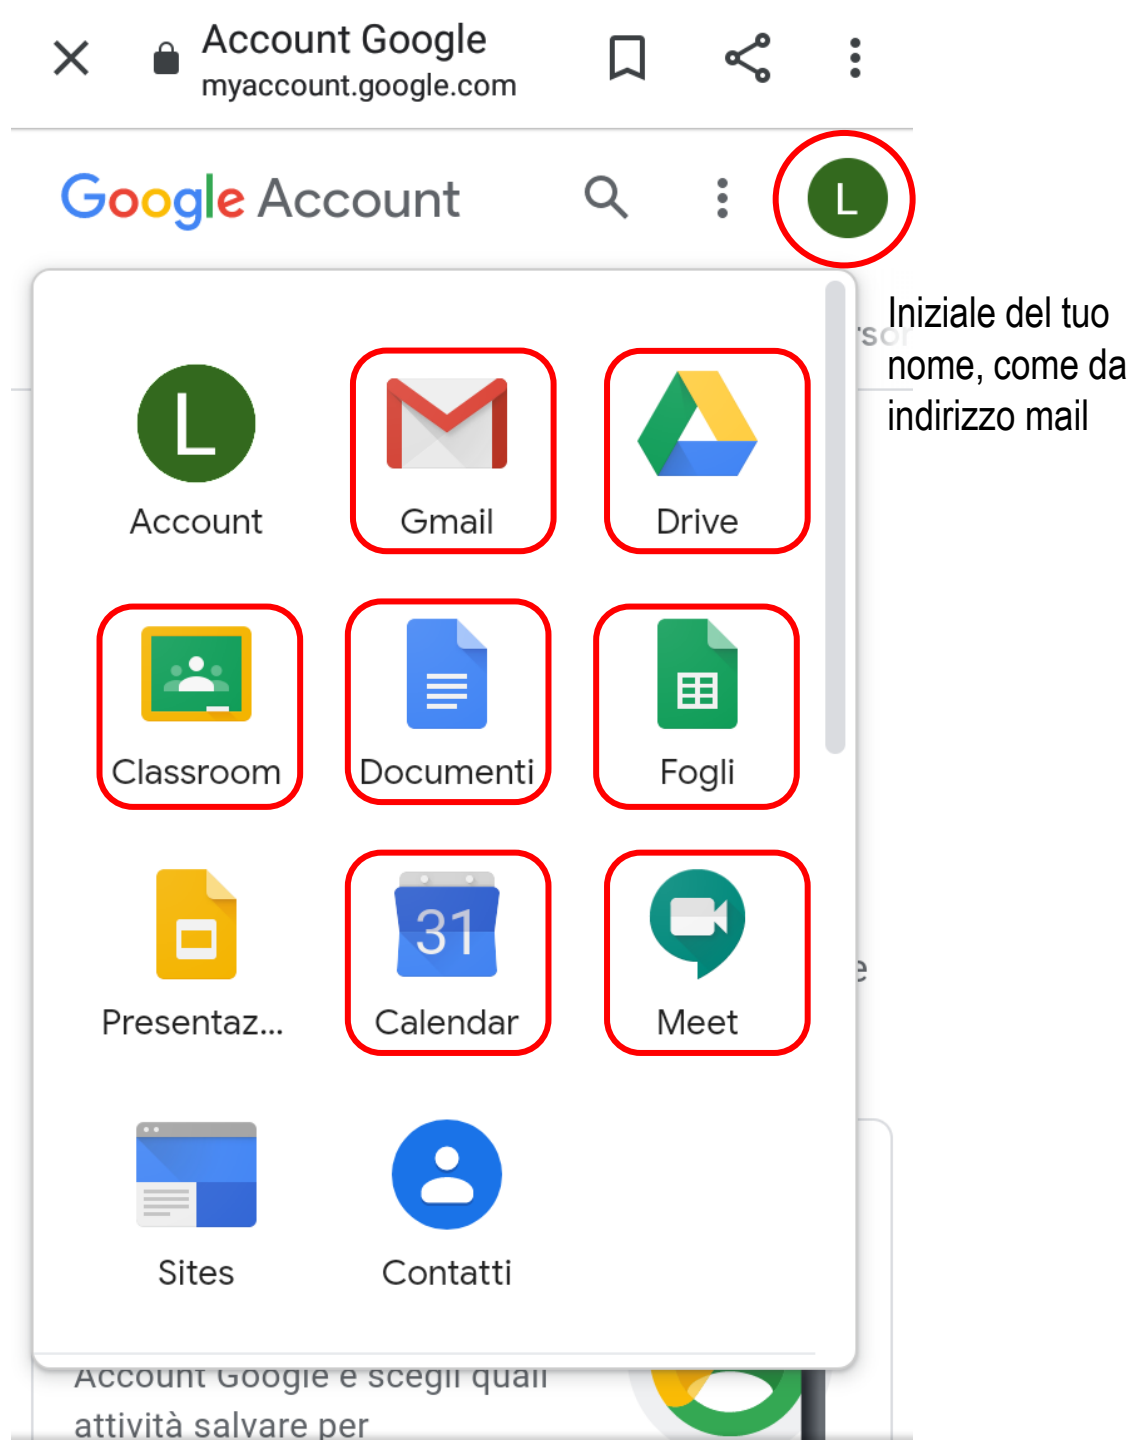 Account Google
myaccount.google.com
Google Account
L
Iniziale del tuo
nome, come da
indirizzo mail
L
Account
Gmail
Drive
Classroom
Documenti
Fogli
Presentaz...
31
Calendar
Meet
Sites
Contatti
Account Google e scegli quali
attività salvare per